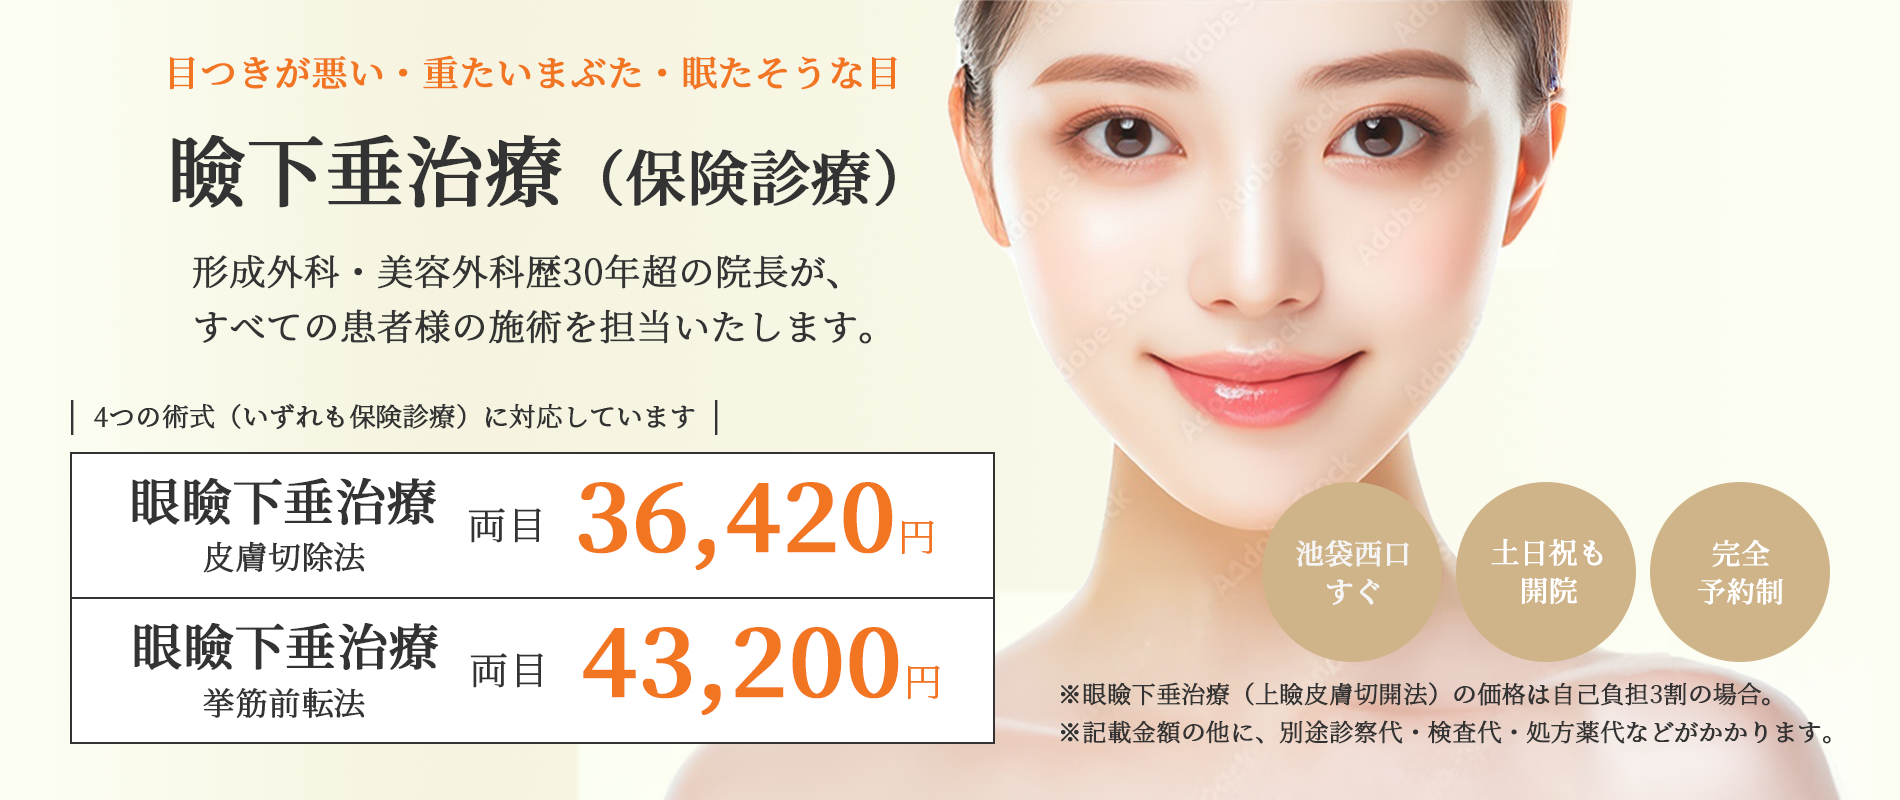 目つきが悪い・重たいまぶた・眠たそうな目
瞼下垂治療（保険診療）
形成外科・美容外科歴30年超の院長が、
すべての患者様の施術を担当いたします。
4つの術式（いずれも保険診療）に対応しています
眼瞼下垂治療
皮膚切除法
両目
36,420円
眼瞼下垂治療
挙筋前転法
両目
43,200円
池袋西口
すぐ
土日祝も
開院
完全
予約制
※眼瞼下垂治療（上瞼皮膚切開法）の価格は自己負担3割の場合。
※記載金額の他に、別途診察代・検査代・処方薬代などがかかります。
Adobe Stock